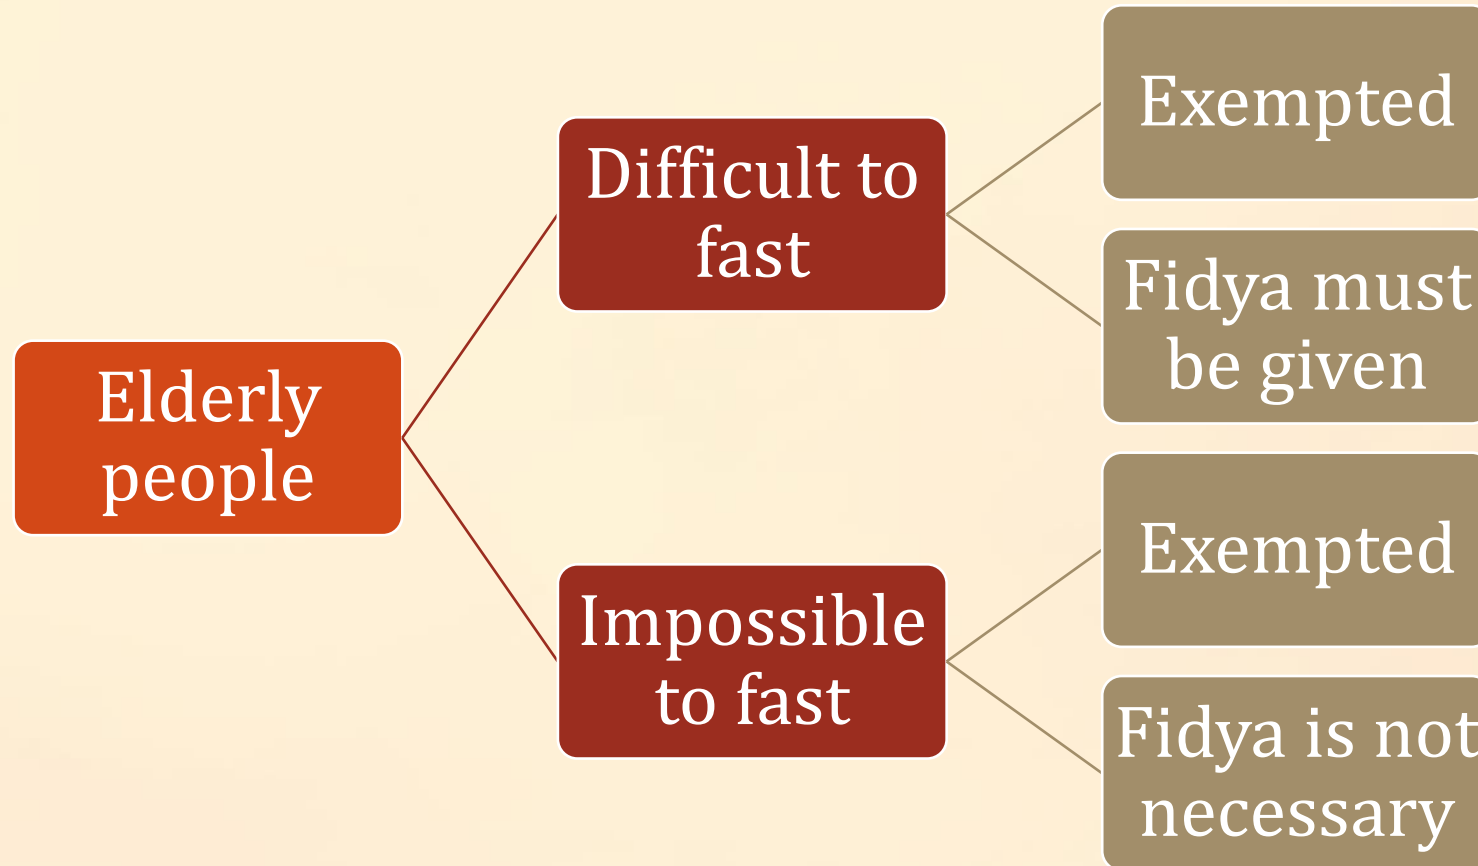 Elderly
people
Difficult to
fast
Exempted
Fidya must
be given
Impossible
to fast
Exempted
Fidya is not
necessary